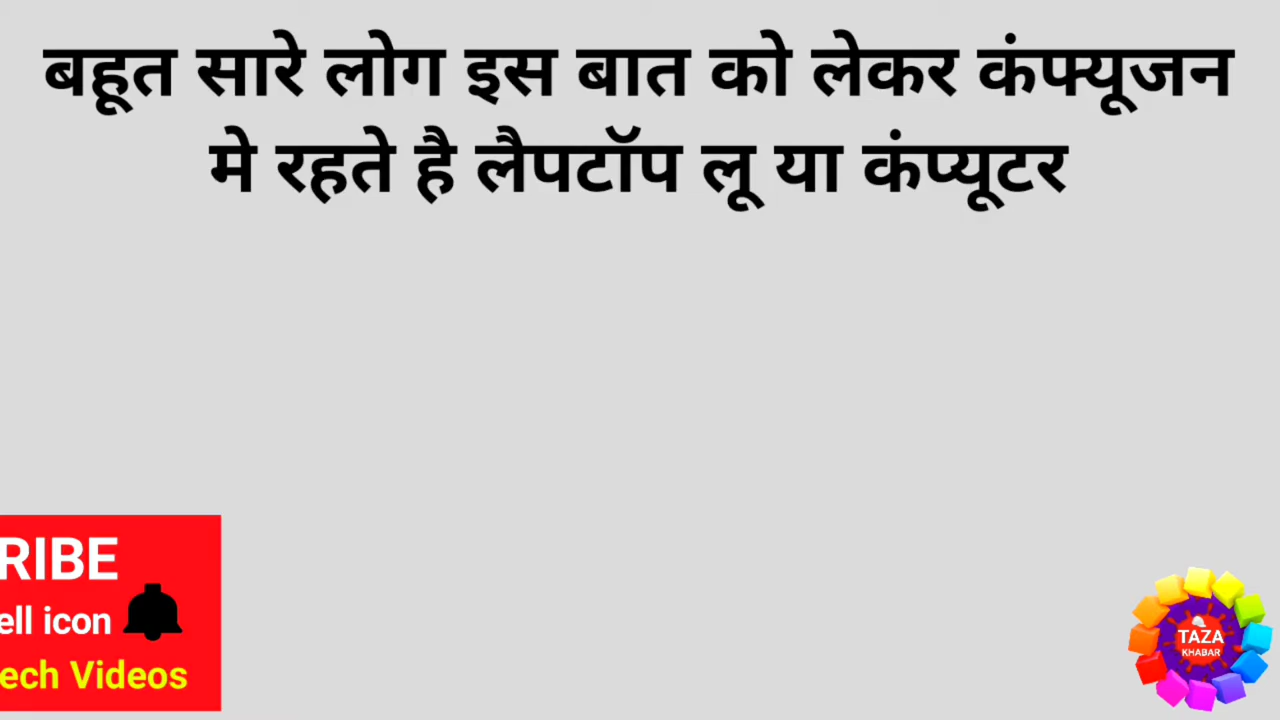 बहूत सारे लोग इस बात को लेकर कंफ्यूजन
मे रहते है लैपटॉप लू या कंप्यूटर
RIBE
ell icon
ech Videos
TAZA
KHABAR